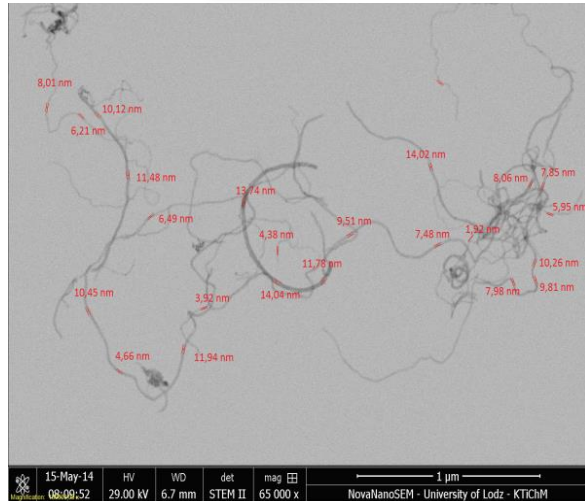 8,01 nm
10,12 nm
6,21 nm
11,48 nm
14,02 nm
8,06 nm
7,85 nm
13,74 nm
5,95 nm
6,49 nm
9,51 nm
4,38 nm
7,48 nm
1,92 nm
11,78 nm
10,26 nm
10,45 nm
14,04 nm
7,98 nm
9,81 nm
3,92 nm
4,66 nm
11,94 nm
15-May-14 HV WD det mag 1 µm
08:09:52 29.00 kV 6.7 mm STEM II 65 000 x NovaNanoSEM - University of Lodz - KTiChM